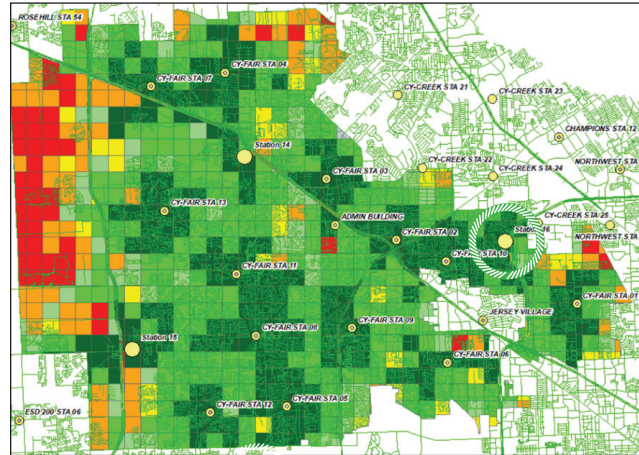 ROSEHILL STA 54
CY-FAIR STA 04
CY-FAIR STA 07
CY-CREEK STA 21
CY-CREEK STA 23
CHAMPIONS STA 12
Station 14
CY-CREEK STA 22
NORTHWEST STA
CY-FAIR STA 03
CY-CREEK STA 24
CY-FAIR STA 13
ADMIN BUILDING
CY-CREEK STA 25
Station 16
NORTHWEST STA
CY-FAIR STA 02
CY-FAIR STA 10
CY-FAIR STA 11
CY-FAIR STA 01
JERSEY VILLAGE
CY-FAIR STA 09
CY-FAIR STA 08
Station 15
CY-FAIR STA 06
CY-FAIR STA 05
CY-FAIR STA 12
ESD 200 STA 06